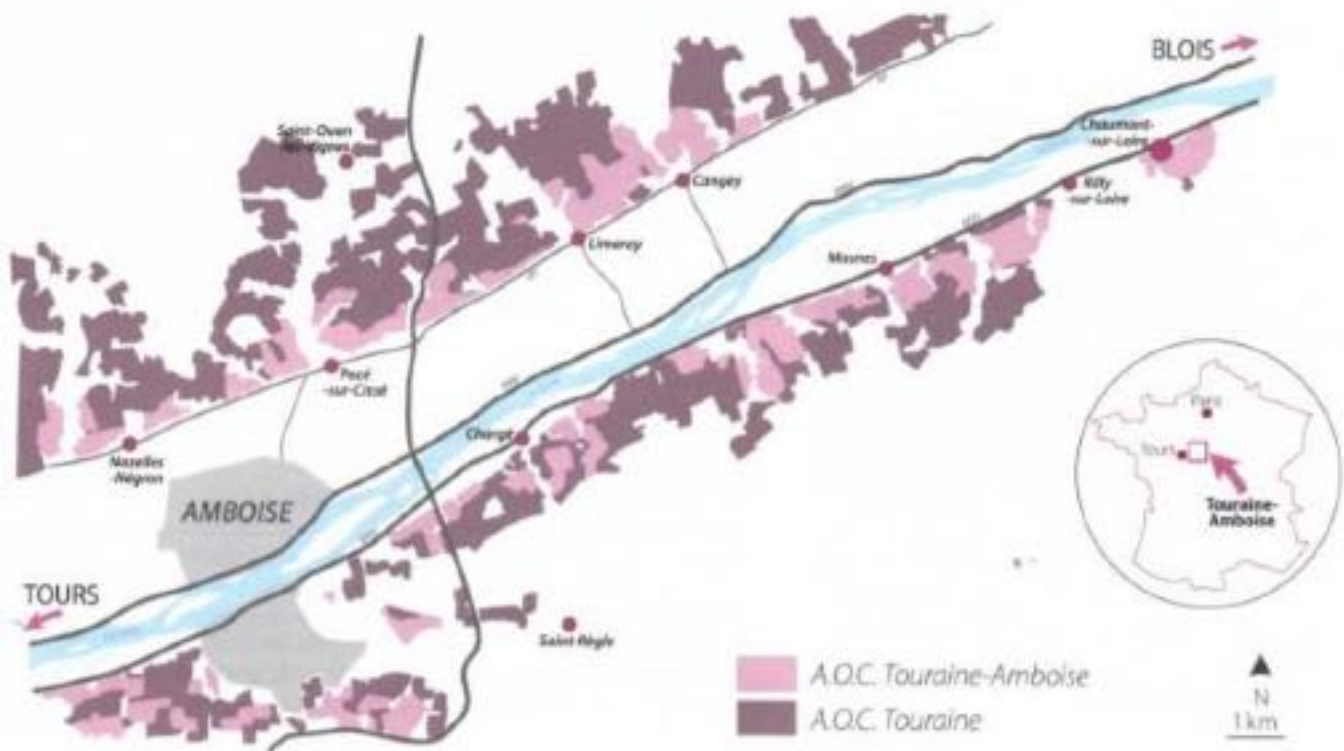 BLOIS
Chaumont-
-sur-Loire
Saint-Ouen
Cangey
Rilly
-sur-Loire
Limeray
Mosnes
Pocé
-sur-Cisse
Chargé
Nazelles
-Négron
AMBOISE
Paris
Tours
Touraine-
Amboise
TOURS
Saint-Règle
A.O.C. Touraine-Amboise
A.O.C. Touraine
N
1 km